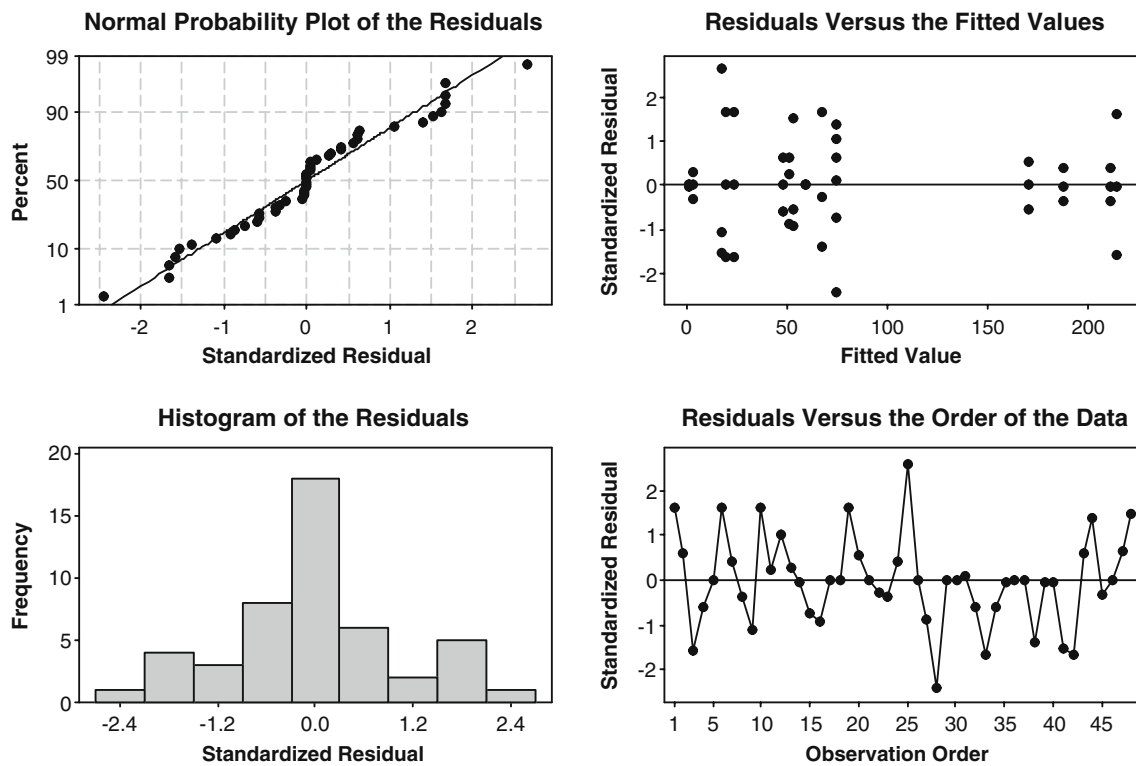 Normal Probability Plot of the Residuals
99
90
50
10
1
Percent
-2 -1 0 1 2
Standardized Residual
Residuals Versus the Fitted Values
2
1
0
-1
-2
Standardized Residual
0 50 100 150 200
Fitted Value
Histogram of the Residuals
20
15
10
5
0
Frequency
-2.4 -1.2 0.0 1.2 2.4
Standardized Residual
Residuals Versus the Order of the Data
2
1
0
-1
-2
Standardized Residual
1 5 10 15 20 25 30 35 40 45
Observation Order